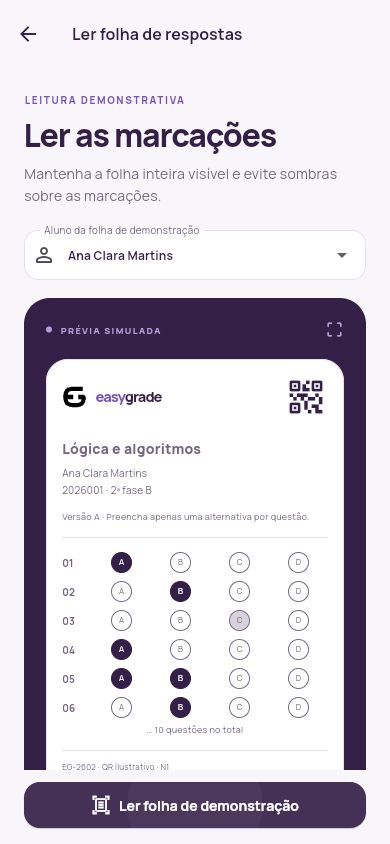 Ler folha de respostas
LEITURA DEMONSTRATIVA
Ler as marcações
Mantenha a folha inteira visível e evite sombras
sobre as marcações.
Aluno da folha de demonstração
Ana Clara Martins
PRÉVIA SIMULADA
easygrade
Lógica e algoritmos
Ana Clara Martins
2026001 · 2ª fase B
Versão A · Preencha apenas uma alternativa por questão.
01 A B C D
02 A B C D
03 A B C D
04 A B C D
05 A B C D
06 A B C D
... 10 questões no total
EG-2602 · QR ilustrativo · N1
Ler folha de demonstração